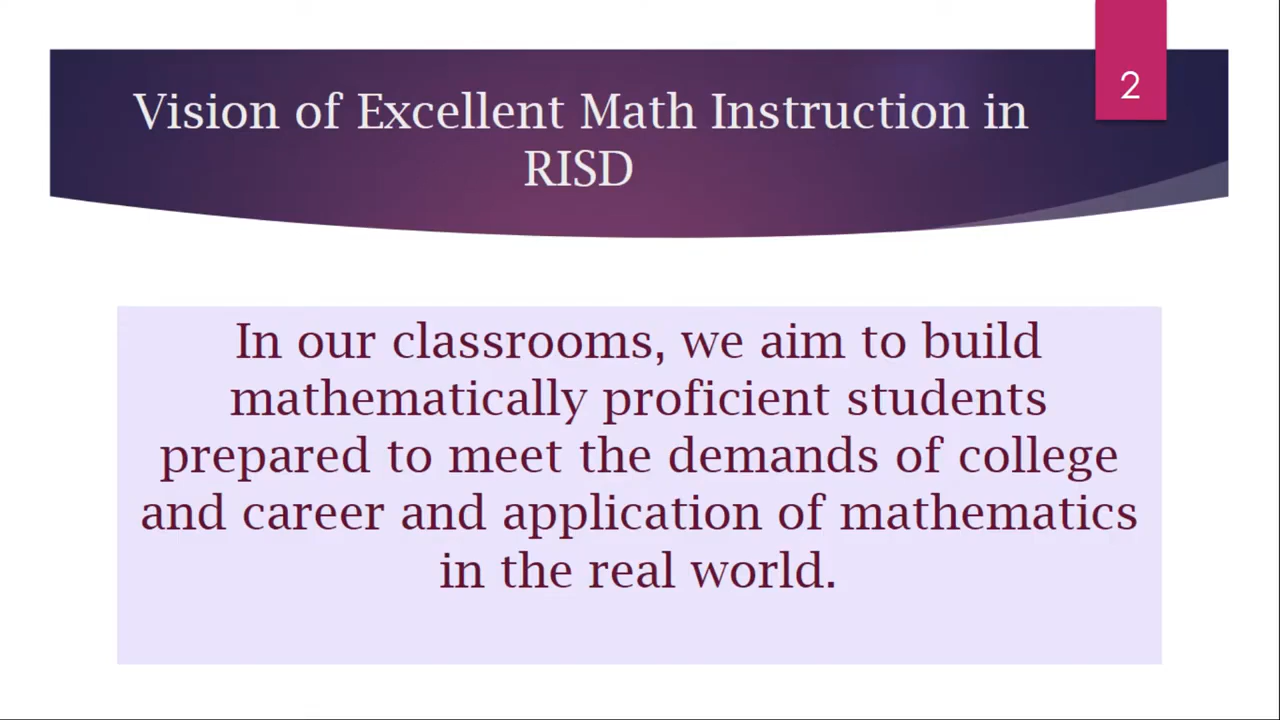 2
Vision of Excellent Math Instruction in
RISD
In our classrooms, we aim to build
mathematically proficient students
prepared to meet the demands of college
and career and application of mathematics
in the real world.